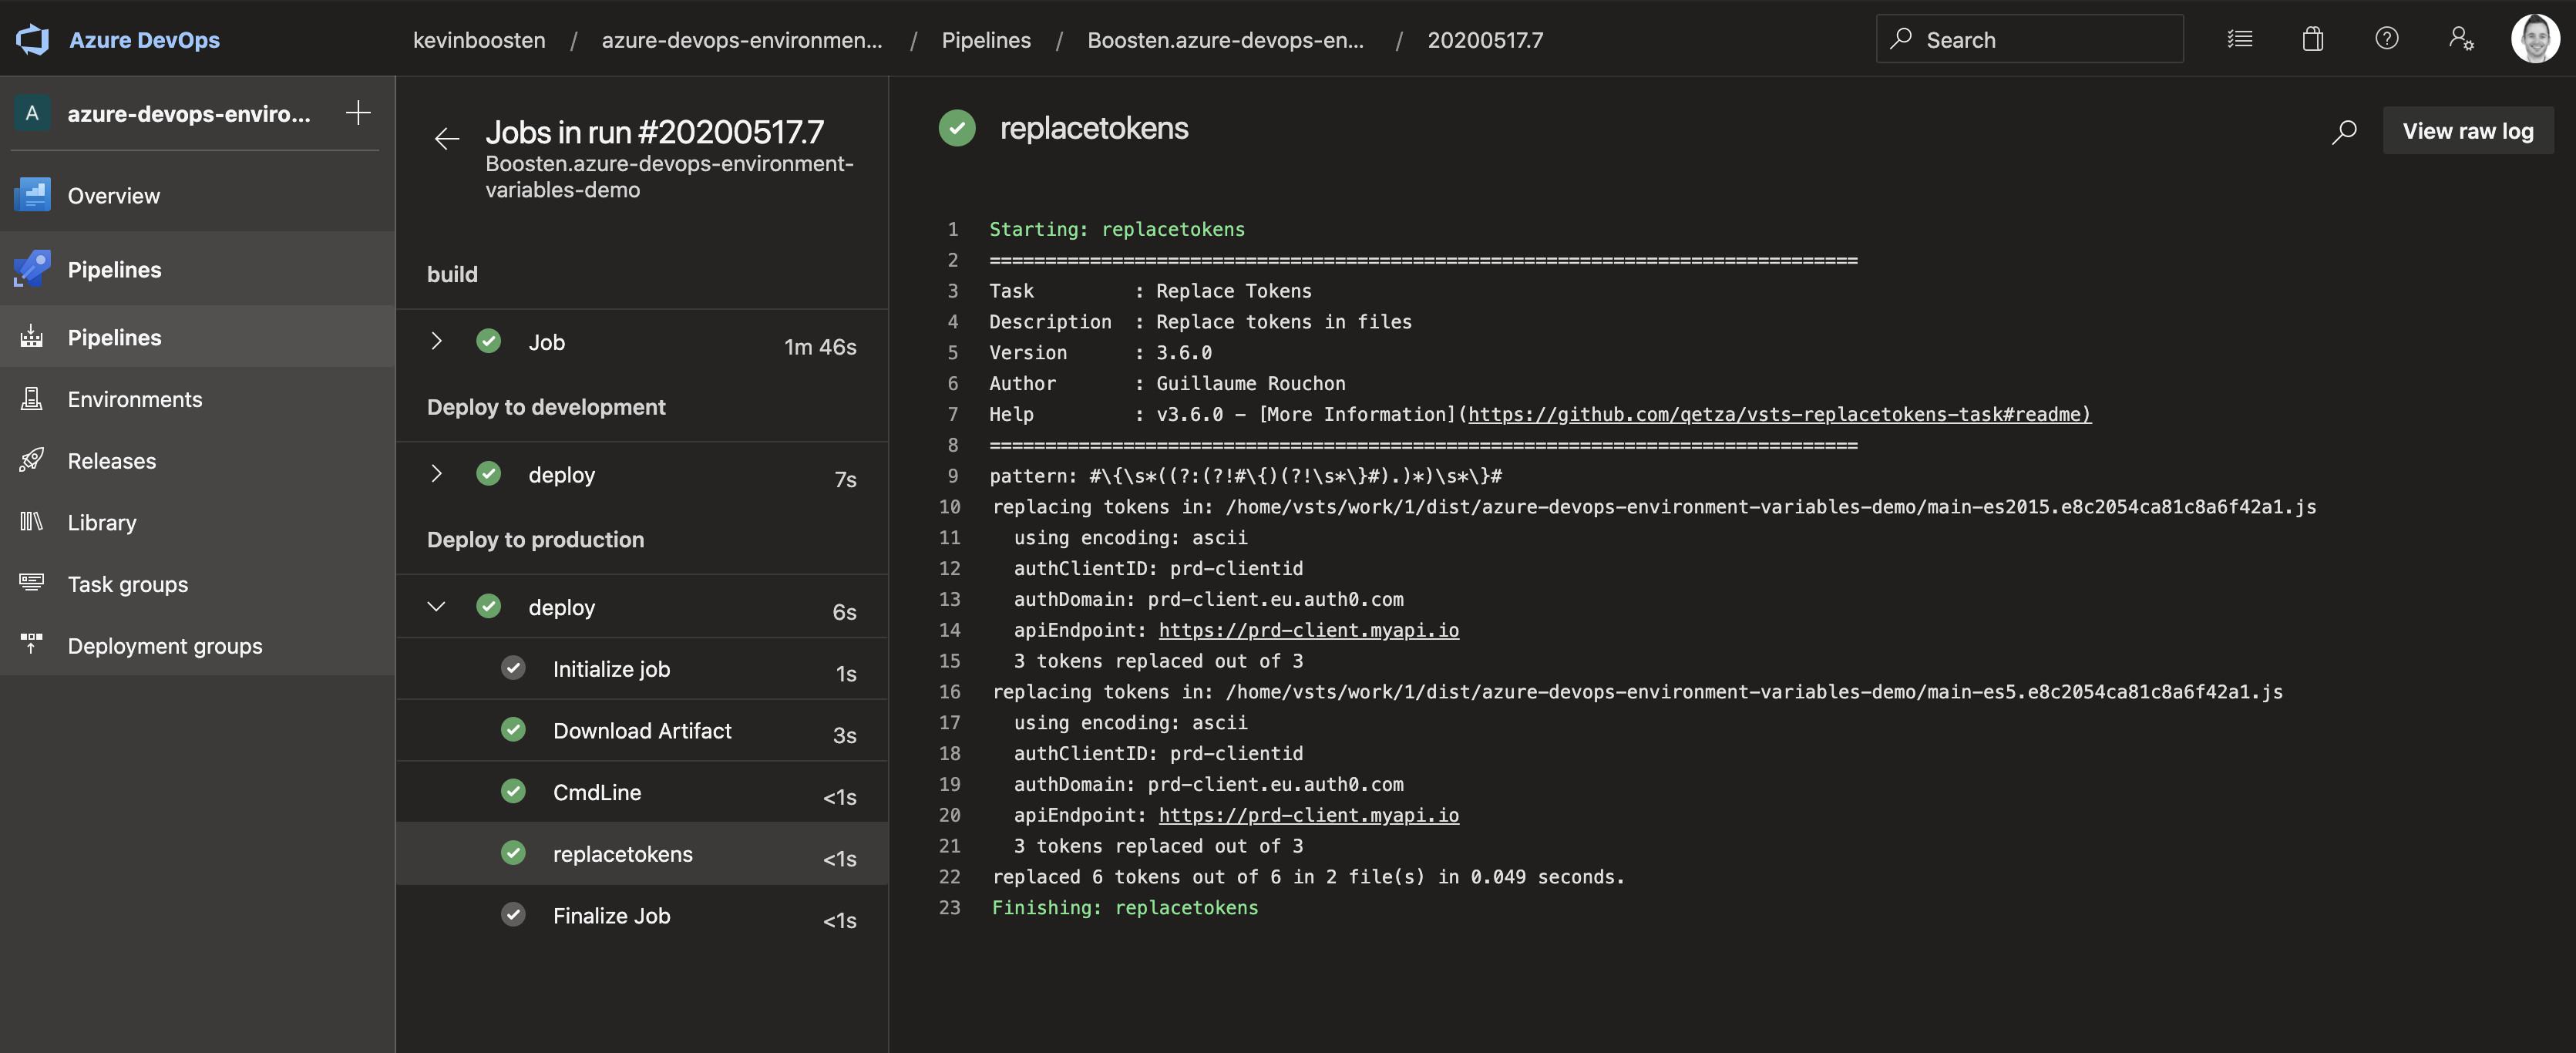 Azure DevOps
kevinboosten / azure-devops-environmen... / Pipelines / Boosten.azure-devops-en... / 20200517.7
Search
A azure-devops-enviro...
Overview
Pipelines
Pipelines
Environments
Releases
Library
Task groups
Deployment groups
Jobs in run #20200517.7
Boosten.azure-devops-environment-
variables-demo
build
Job 1m 46s
Deploy to development
deploy 7s
Deploy to production
deploy 6s
Initialize job 1s
Download Artifact 3s
CmdLine <1s
replacetokens <1s
Finalize Job <1s
replacetokens
View raw log
1 Starting: replacetokens
2 ==============================================================================
3 Task : Replace Tokens
4 Description : Replace tokens in files
5 Version : 3.6.0
6 Author : Guillaume Rouchon
7 Help : v3.6.0 - [More Information](https://github.com/qetza/vsts-replacetokens-task#readme)
8 ==============================================================================
9 pattern: #\{\s*((?:(?!#\{)(?!\s*\}#).)*)\s*\}#
10 replacing tokens in: /home/vsts/work/1/dist/azure-devops-environment-variables-demo/main-es2015.e8c2054ca81c8a6f42a1.js
11 using encoding: ascii
12 authClientID: prd-clientid
13 authDomain: prd-client.eu.auth0.com
14 apiEndpoint: https://prd-client.myapi.io
15 3 tokens replaced out of 3
16 replacing tokens in: /home/vsts/work/1/dist/azure-devops-environment-variables-demo/main-es5.e8c2054ca81c8a6f42a1.js
17 using encoding: ascii
18 authClientID: prd-clientid
19 authDomain: prd-client.eu.auth0.com
20 apiEndpoint: https://prd-client.myapi.io
21 3 tokens replaced out of 3
22 replaced 6 tokens out of 6 in 2 file(s) in 0.049 seconds.
23 Finishing: replacetokens